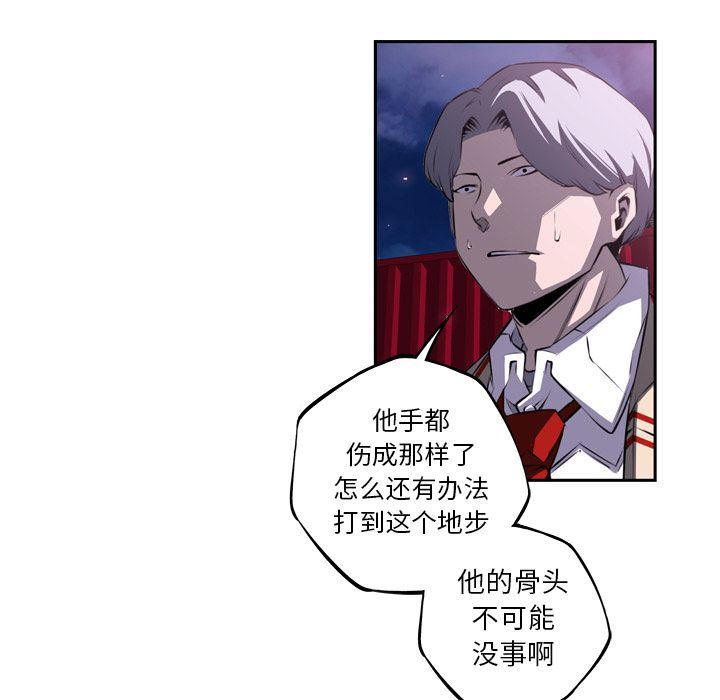 他手都
伤成那样了
怎么还有办法
打到这个地步
他的骨头
不可能
没事啊